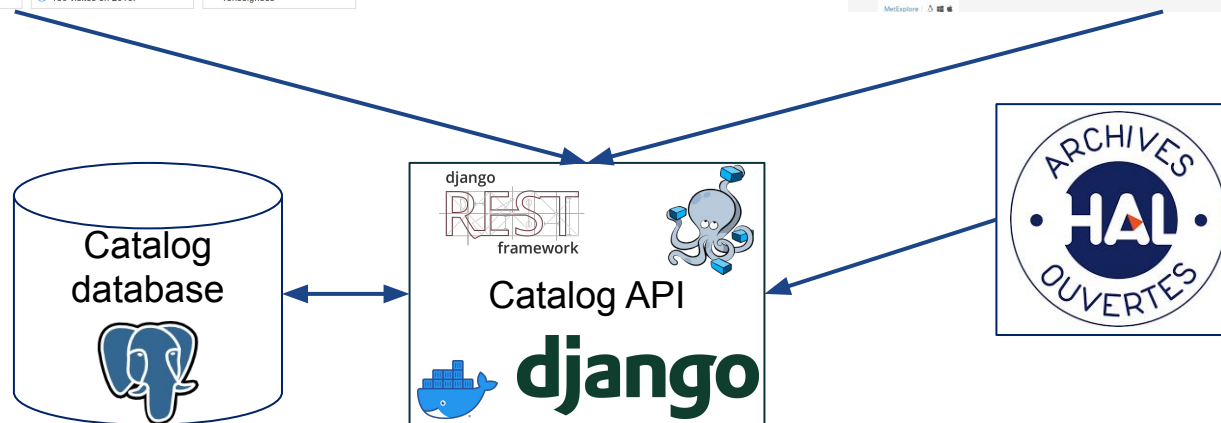 MetExplore
django
REST
framework
Catalog
database
Catalog API
django
ARCHIVES
HAL
OUVERTES